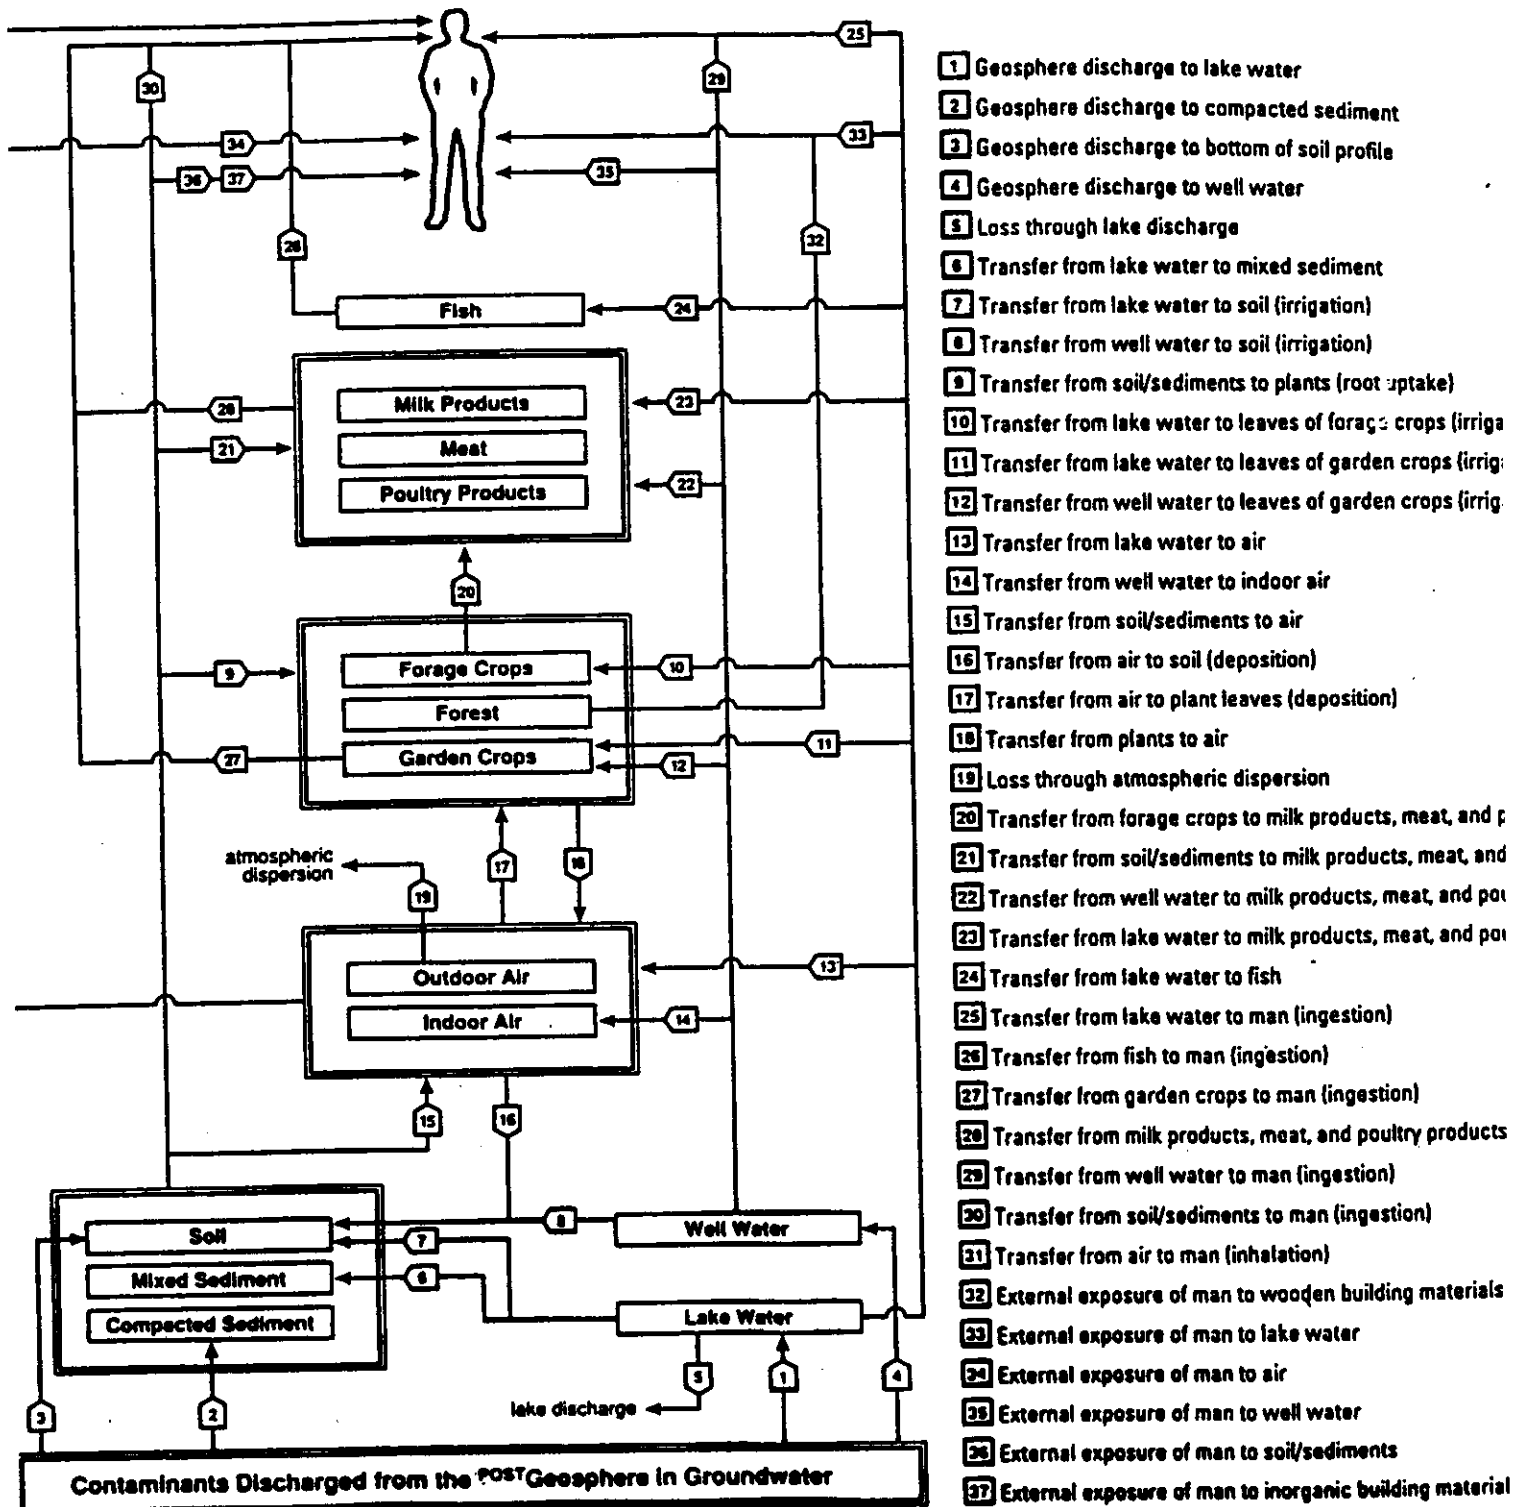 25
30
29
34
33
36
37
35
26
32
Fish
24
Milk Products
28
23
Meat
21
Poultry Products
22
20
Forage Crops
9
10
Forest
Garden Crops
27
11
12
atmospheric
dispersion
19
17
18
Outdoor Air
13
Indoor Air
14
15
16
Soil
8
Well Water
7
Mixed Sediment
6
Compacted Sediment
Lake Water
5
1
4
lake discharge
3
2
Contaminants Discharged from the POST Geosphere in Groundwater
1 Geosphere discharge to lake water
2 Geosphere discharge to compacted sediment
3 Geosphere discharge to bottom of soil profile
4 Geosphere discharge to well water
5 Loss through lake discharge
6 Transfer from lake water to mixed sediment
7 Transfer from lake water to soil (irrigation)
8 Transfer from well water to soil (irrigation)
9 Transfer from soil/sediments to plants (root uptake)
10 Transfer from lake water to leaves of forage crops (irriga
11 Transfer from lake water to leaves of garden crops (irrig
12 Transfer from well water to leaves of garden crops (irrig
13 Transfer from lake water to air
14 Transfer from well water to indoor air
15 Transfer from soil/sediments to air
16 Transfer from air to soil (deposition)
17 Transfer from air to plant leaves (deposition)
18 Transfer from plants to air
19 Loss through atmospheric dispersion
20 Transfer from forage crops to milk products, meat, and p
21 Transfer from soil/sediments to milk products, meat, and
22 Transfer from well water to milk products, meat, and pou
23 Transfer from lake water to milk products, meat, and pou
24 Transfer from lake water to fish
25 Transfer from lake water to man (ingestion)
26 Transfer from fish to man (ingestion)
27 Transfer from garden crops to man (ingestion)
28 Transfer from milk products, meat, and poultry products
29 Transfer from well water to man (ingestion)
30 Transfer from soil/sediments to man (ingestion)
31 Transfer from air to man (inhalation)
32 External exposure of man to wooden building materials
33 External exposure of man to lake water
34 External exposure of man to air
35 External exposure of man to well water
36 External exposure of man to soil/sediments
37 External exposure of man to inorganic building material